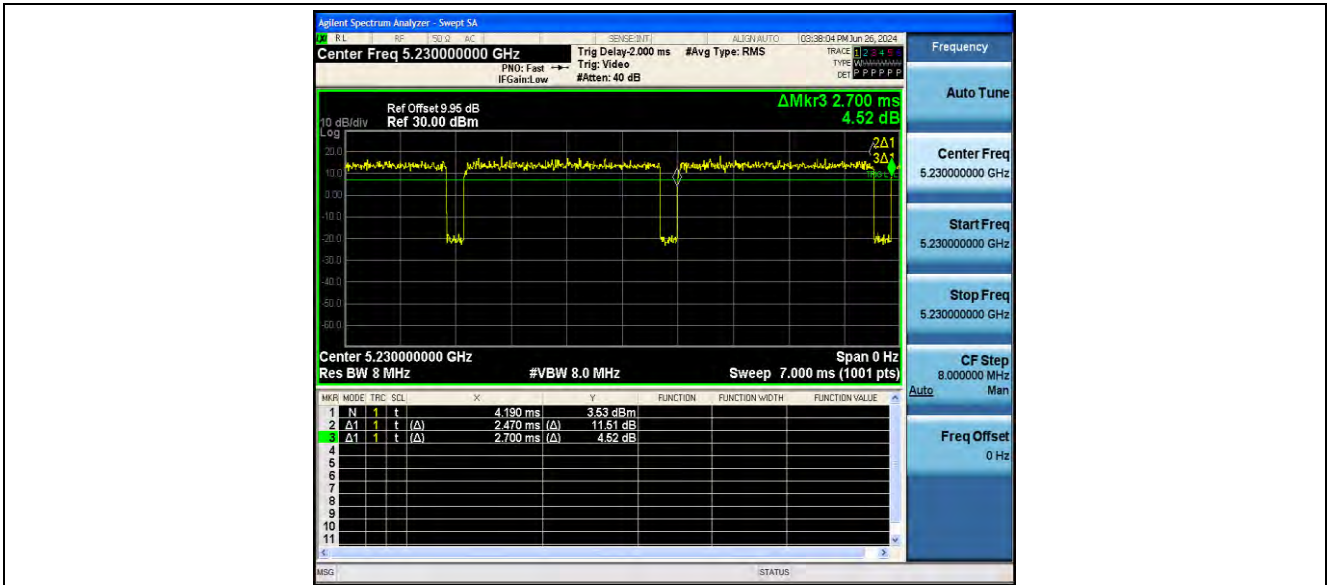 Agilent Spectrum Analyzer - Swept SA
RL RF 50 Ω AC SENSE:INT ALIGN AUTO 03:38:04 PM Jun 26, 2024
Center Freq 5.230000000 GHz
Trig Delay-2.000 ms #Avg Type: RMS
TRACE 1 2 3 4 5 6
PNO: Fast Trig: Video
TYPE W
IFGain:Low #Atten: 40 dB
DET P P P P P P
ΔMkr3 2.700 ms
4.52 dB
Ref Offset 9.95 dB
10 dB/div Ref 30.00 dBm
Log
20.0
10.0
0.00
-10.0
-20.0
-30.0
-40.0
-50.0
-60.0
2Δ1
3Δ1
Center 5.230000000 GHz Span 0 Hz
Res BW 8 MHz #VBW 8.0 MHz Sweep 7.000 ms (1001 pts)
MKR MODE TRC SCL X Y FUNCTION FUNCTION WIDTH FUNCTION VALUE
1 N 1 t 4.190 ms 3.53 dBm
2 Δ1 1 t (Δ) 2.470 ms (Δ) 11.51 dB
3 Δ1 1 t (Δ) 2.700 ms (Δ) 4.52 dB
4
5
6
7
8
9
10
11
MSG STATUS
Frequency
Auto Tune
Center Freq
5.230000000 GHz
Start Freq
5.230000000 GHz
Stop Freq
5.230000000 GHz
CF Step
8.000000 MHz
Auto Man
Freq Offset
0 Hz